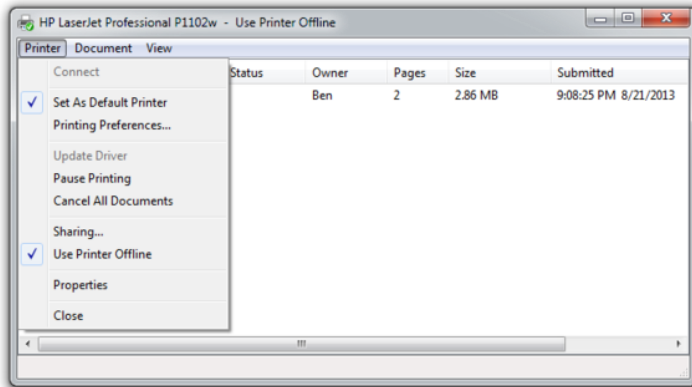 HP LaserJet Professional P1102w - Use Printer Offline
Printer Document View
Connect
Status Owner Pages Size Submitted
Set As Default Printer
Ben 2 2.86 MB 9:08:25 PM 8/21/2013
Printing Preferences...
Update Driver
Pause Printing
Cancel All Documents
Sharing...
Use Printer Offline
Properties
Close